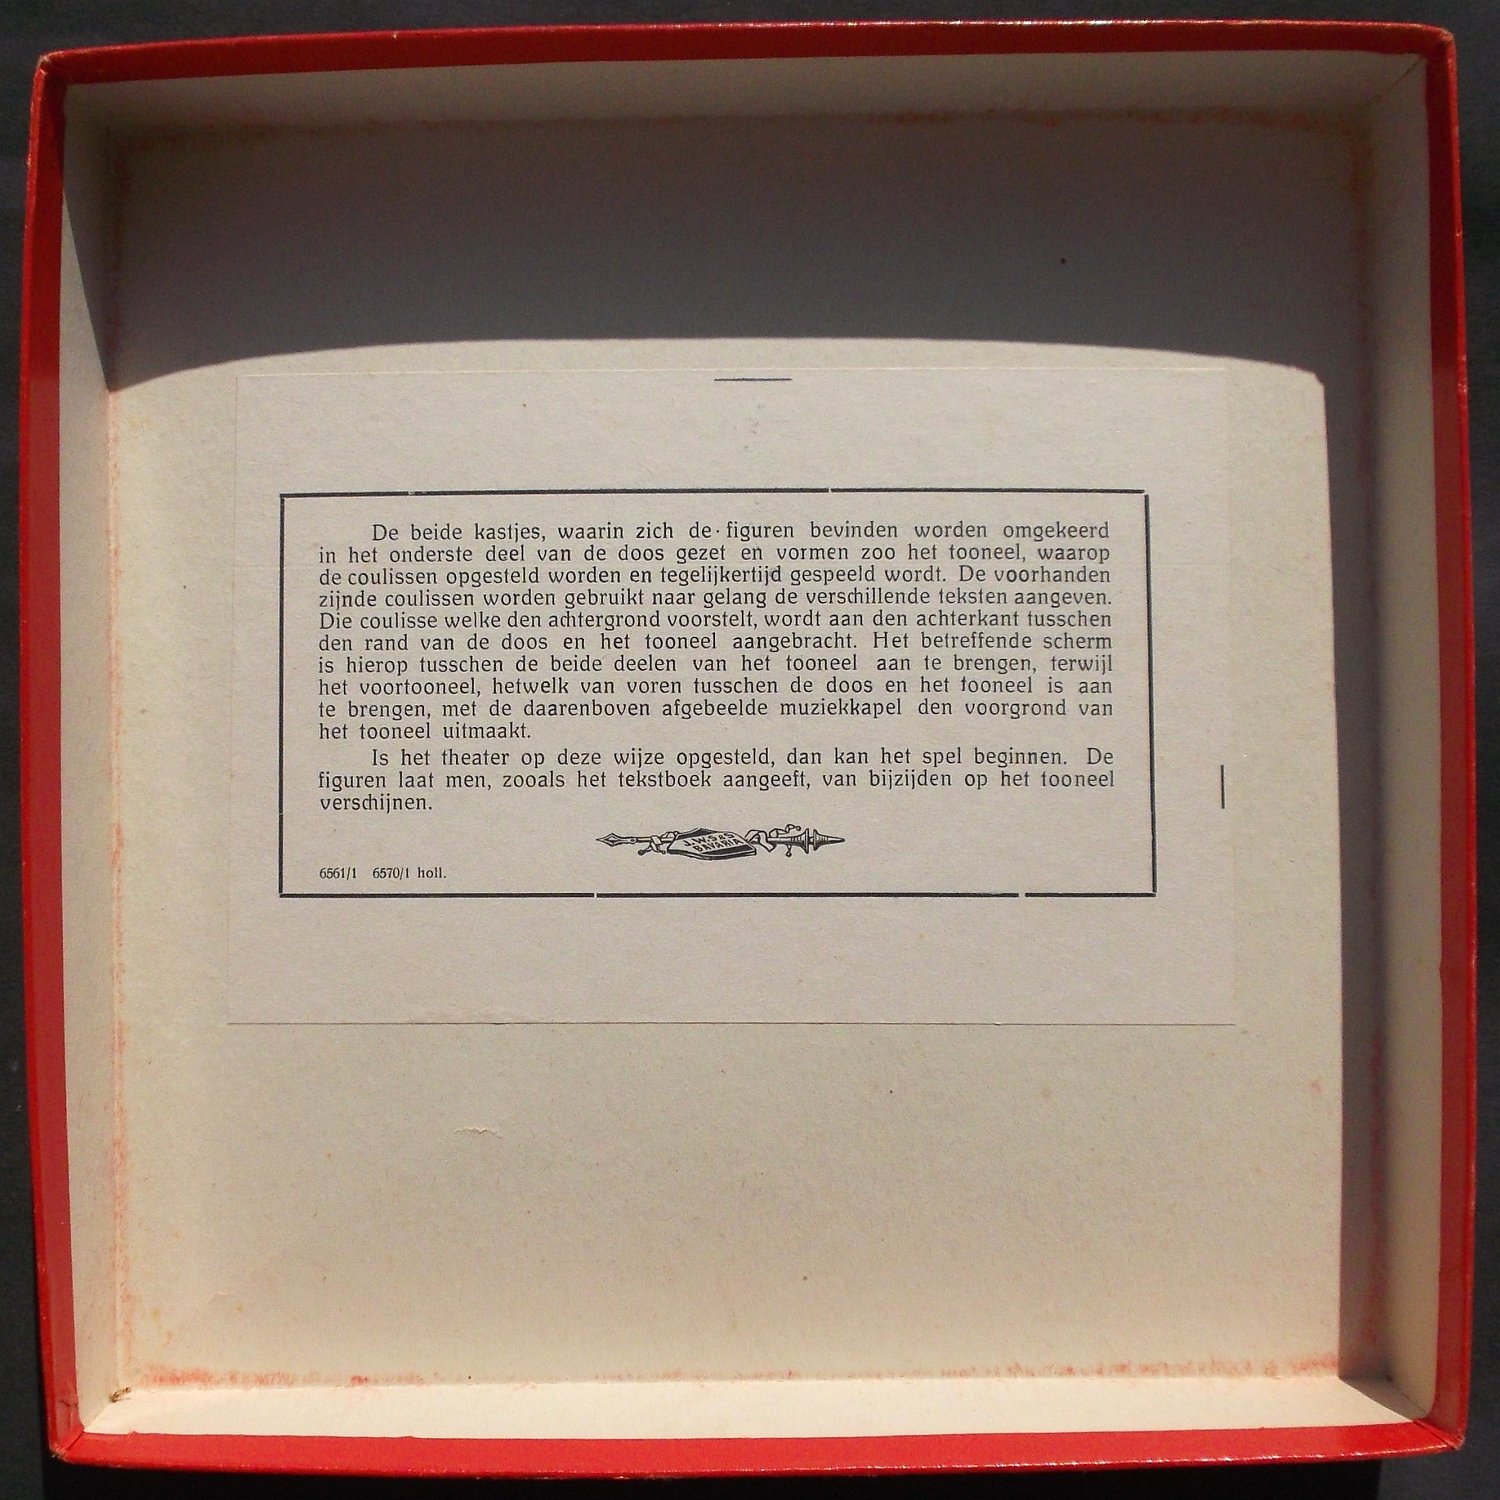 De beide kastjes, waarin zich de figuren bevinden worden omgekeerd
in het onderste deel van de doos gezet en vormen zoo het tooneel, waarop
de coulissen opgesteld worden en tegelijkertijd gespeeld wordt. De voorhanden
zijnde coulissen worden gebruikt naar gelang de verschillende teksten aangeven.
Die coulisse welke den achtergrond voorstelt, wordt aan den achterkant tusschen
den rand van de doos en het tooneel aangebracht. Het betreffende scherm
is hierop tusschen de beide deelen van het tooneel aan te brengen, terwijl
het voortooneel, hetwelk van voren tusschen de doos en het tooneel is aan
te brengen, met de daarenboven afgebeelde muziekkapel den voorgrond van
het tooneel uitmaakt.
Is het theater op deze wijze opgesteld, dan kan het spel beginnen. De
figuren laat men, zooals het tekstboek aangeeft, van bijzijden op het tooneel
verschijnen.
J.W.S&S
BAVARIA
6561/1 6570/1 holl.